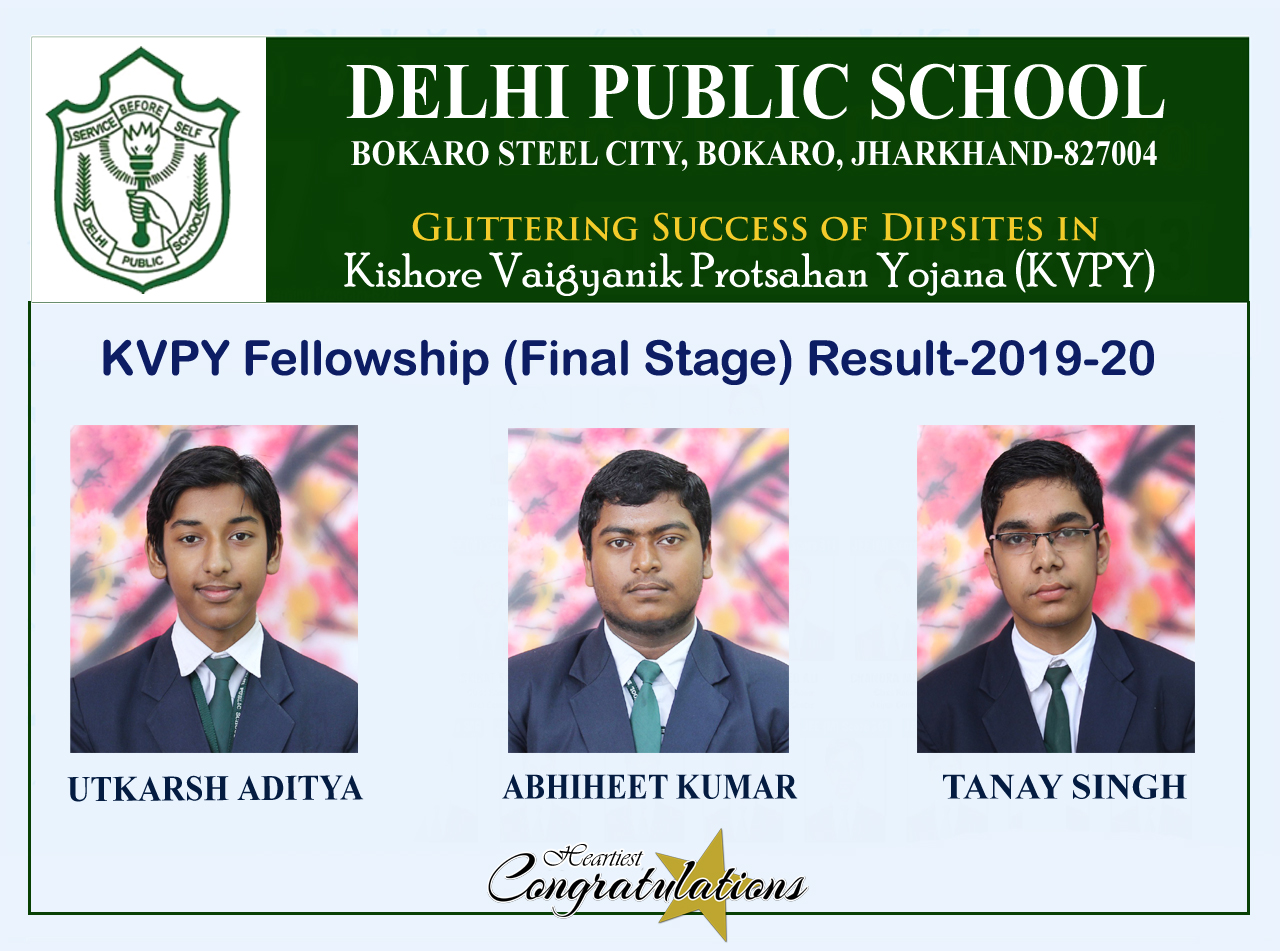 SERVICE BEFORE SELF
DELHI PUBLIC SCHOOL
DELHI PUBLIC SCHOOL
BOKARO STEEL CITY, BOKARO, JHARKHAND-827004
Glittering Success of Dipsites in
Kishore Vaigyanik Protsahan Yojana (KVPY)
KVPY Fellowship (Final Stage) Result-2019-20
UTKARSH ADITYA
ABHIHEET KUMAR
TANAY SINGH
Heartiest
Congratulations